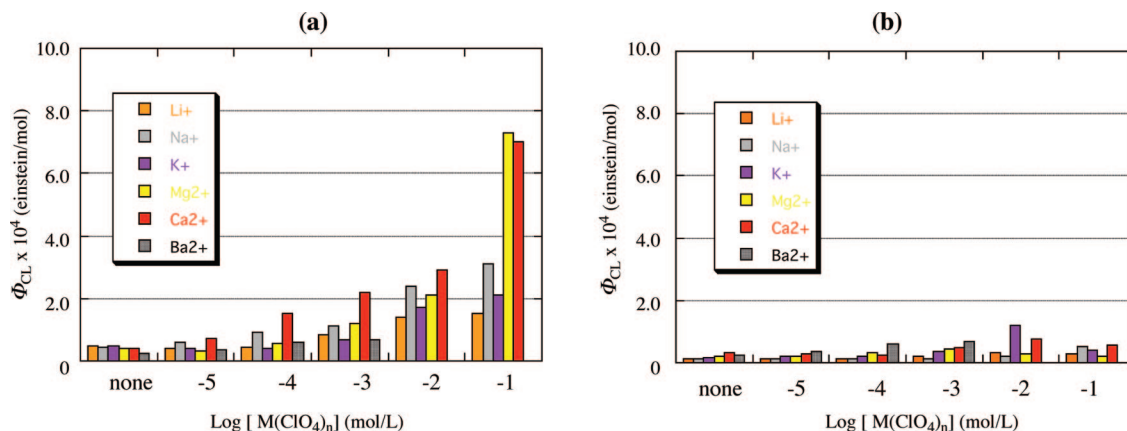 (a)
10.0
8.0
6.0
4.0
2.0
0
Φ_CL x 10⁴ (einstein/mol)
Li+
Na+
K+
Mg2+
Ca2+
Ba2+
none -5 -4 -3 -2 -1
Log [ M(ClO₄)ₙ] (mol/L)
(b)
10.0
8.0
6.0
4.0
2.0
0
Φ_CL x 10⁴ (einstein/mol)
Li+
Na+
K+
Mg2+
Ca2+
Ba2+
none -5 -4 -3 -2 -1
Log [ M(ClO₄)ₙ] (mol/L)